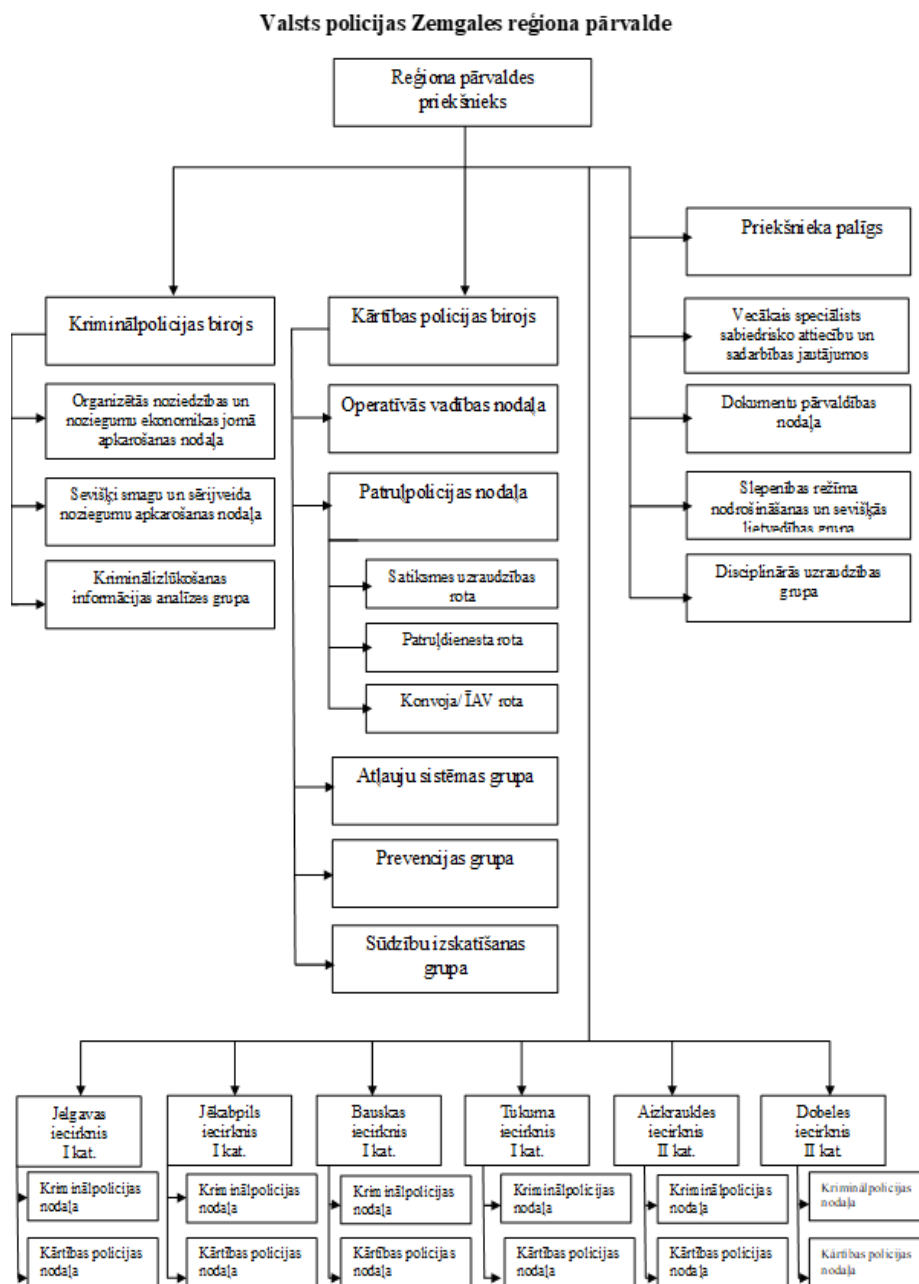 Valsts policijas Zemgales reģiona pārvalde
Reģiona pārvaldes
priekšnieks
Priekšnieka palīgs
Vecākais speciālists
sabiedrisko attiecību un
sadarbības jautājumos
Dokumentu pārvaldības
nodaļa
Slepenības režīma
nodrošināšanas un sevišķās
lietvedības grupa
Disciplinārās uzraudzības
grupa
Kriminālpolicijas birojs
Organizētās noziedzības un
noziegumu ekonomikas jomā
apkarošanas nodaļa
Sevišķi smagu un sērijveida
noziegumu apkarošanas nodaļa
Kriminālizlūkošanas
informācijas analīzes grupa
Kārtības policijas birojs
Operatīvās vadības nodaļa
Patruļpolicijas nodaļa
Satiksmes uzraudzības
rota
Patruļdienesta rota
Konvoja/ ĪAV rota
Atļauju sistēmas grupa
Prevencijas grupa
Sūdzību izskatīšanas
grupa
Jelgavas
iecirknis
I kat.
Kriminālpolicijas
nodaļa
Kārtības policijas
nodaļa
Jēkabpils
iecirknis
I kat.
Kriminālpolicijas
nodaļa
Kārtības policijas
nodaļa
Bauskas
iecirknis
I kat.
Kriminālpolicijas
nodaļa
Kārtības policijas
nodaļa
Tukuma
iecirknis
I kat.
Kriminālpolicijas
nodaļa
Kārtības policijas
nodaļa
Aizkraukles
iecirknis
II kat.
Kriminālpolicijas
nodaļa
Kārtības policijas
nodaļa
Dobeles
iecirknis
II kat.
Kriminālpolicijas
nodaļa
Kārtības policijas
nodaļa